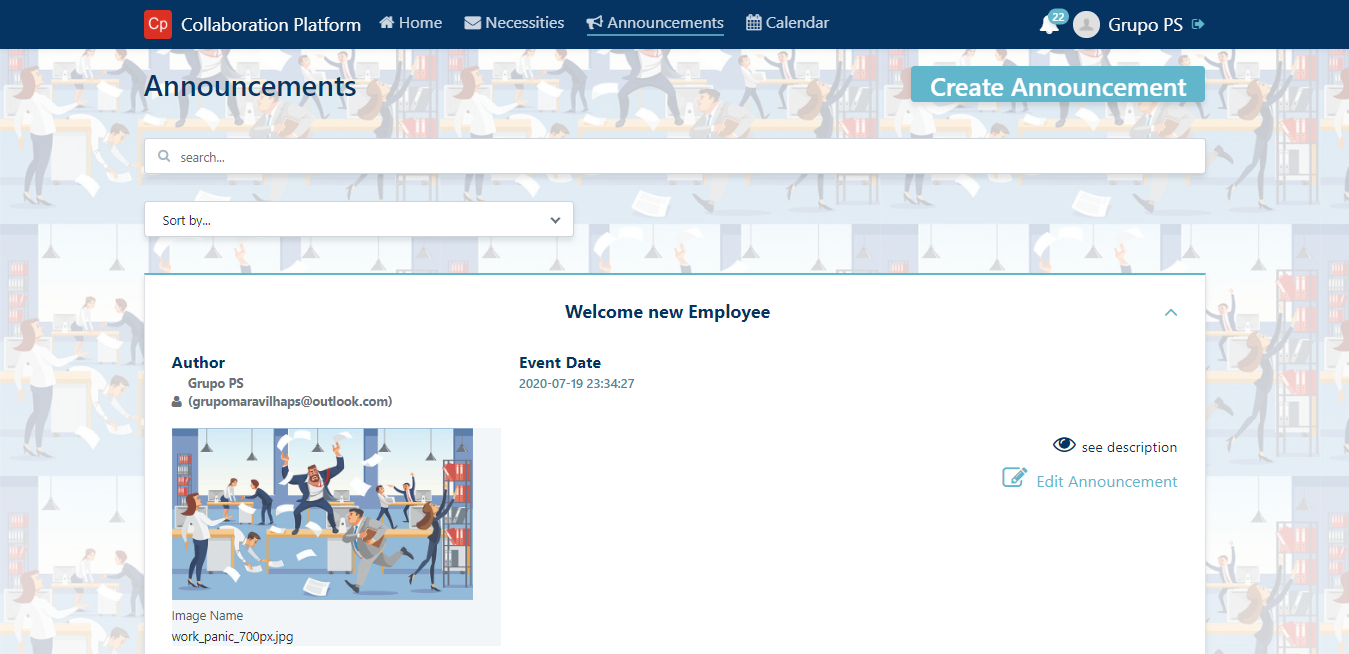 Cp Collaboration Platform Home Necessities Announcements Calendar 22 Grupo PS
Announcements
Create Announcement
search...
Sort by...
Welcome new Employee
Author
Event Date
Grupo PS
2020-07-19 23:34:27
(grupomaravilhaps@outlook.com)
see description
Edit Announcement
Image Name
work_panic_700px.jpg